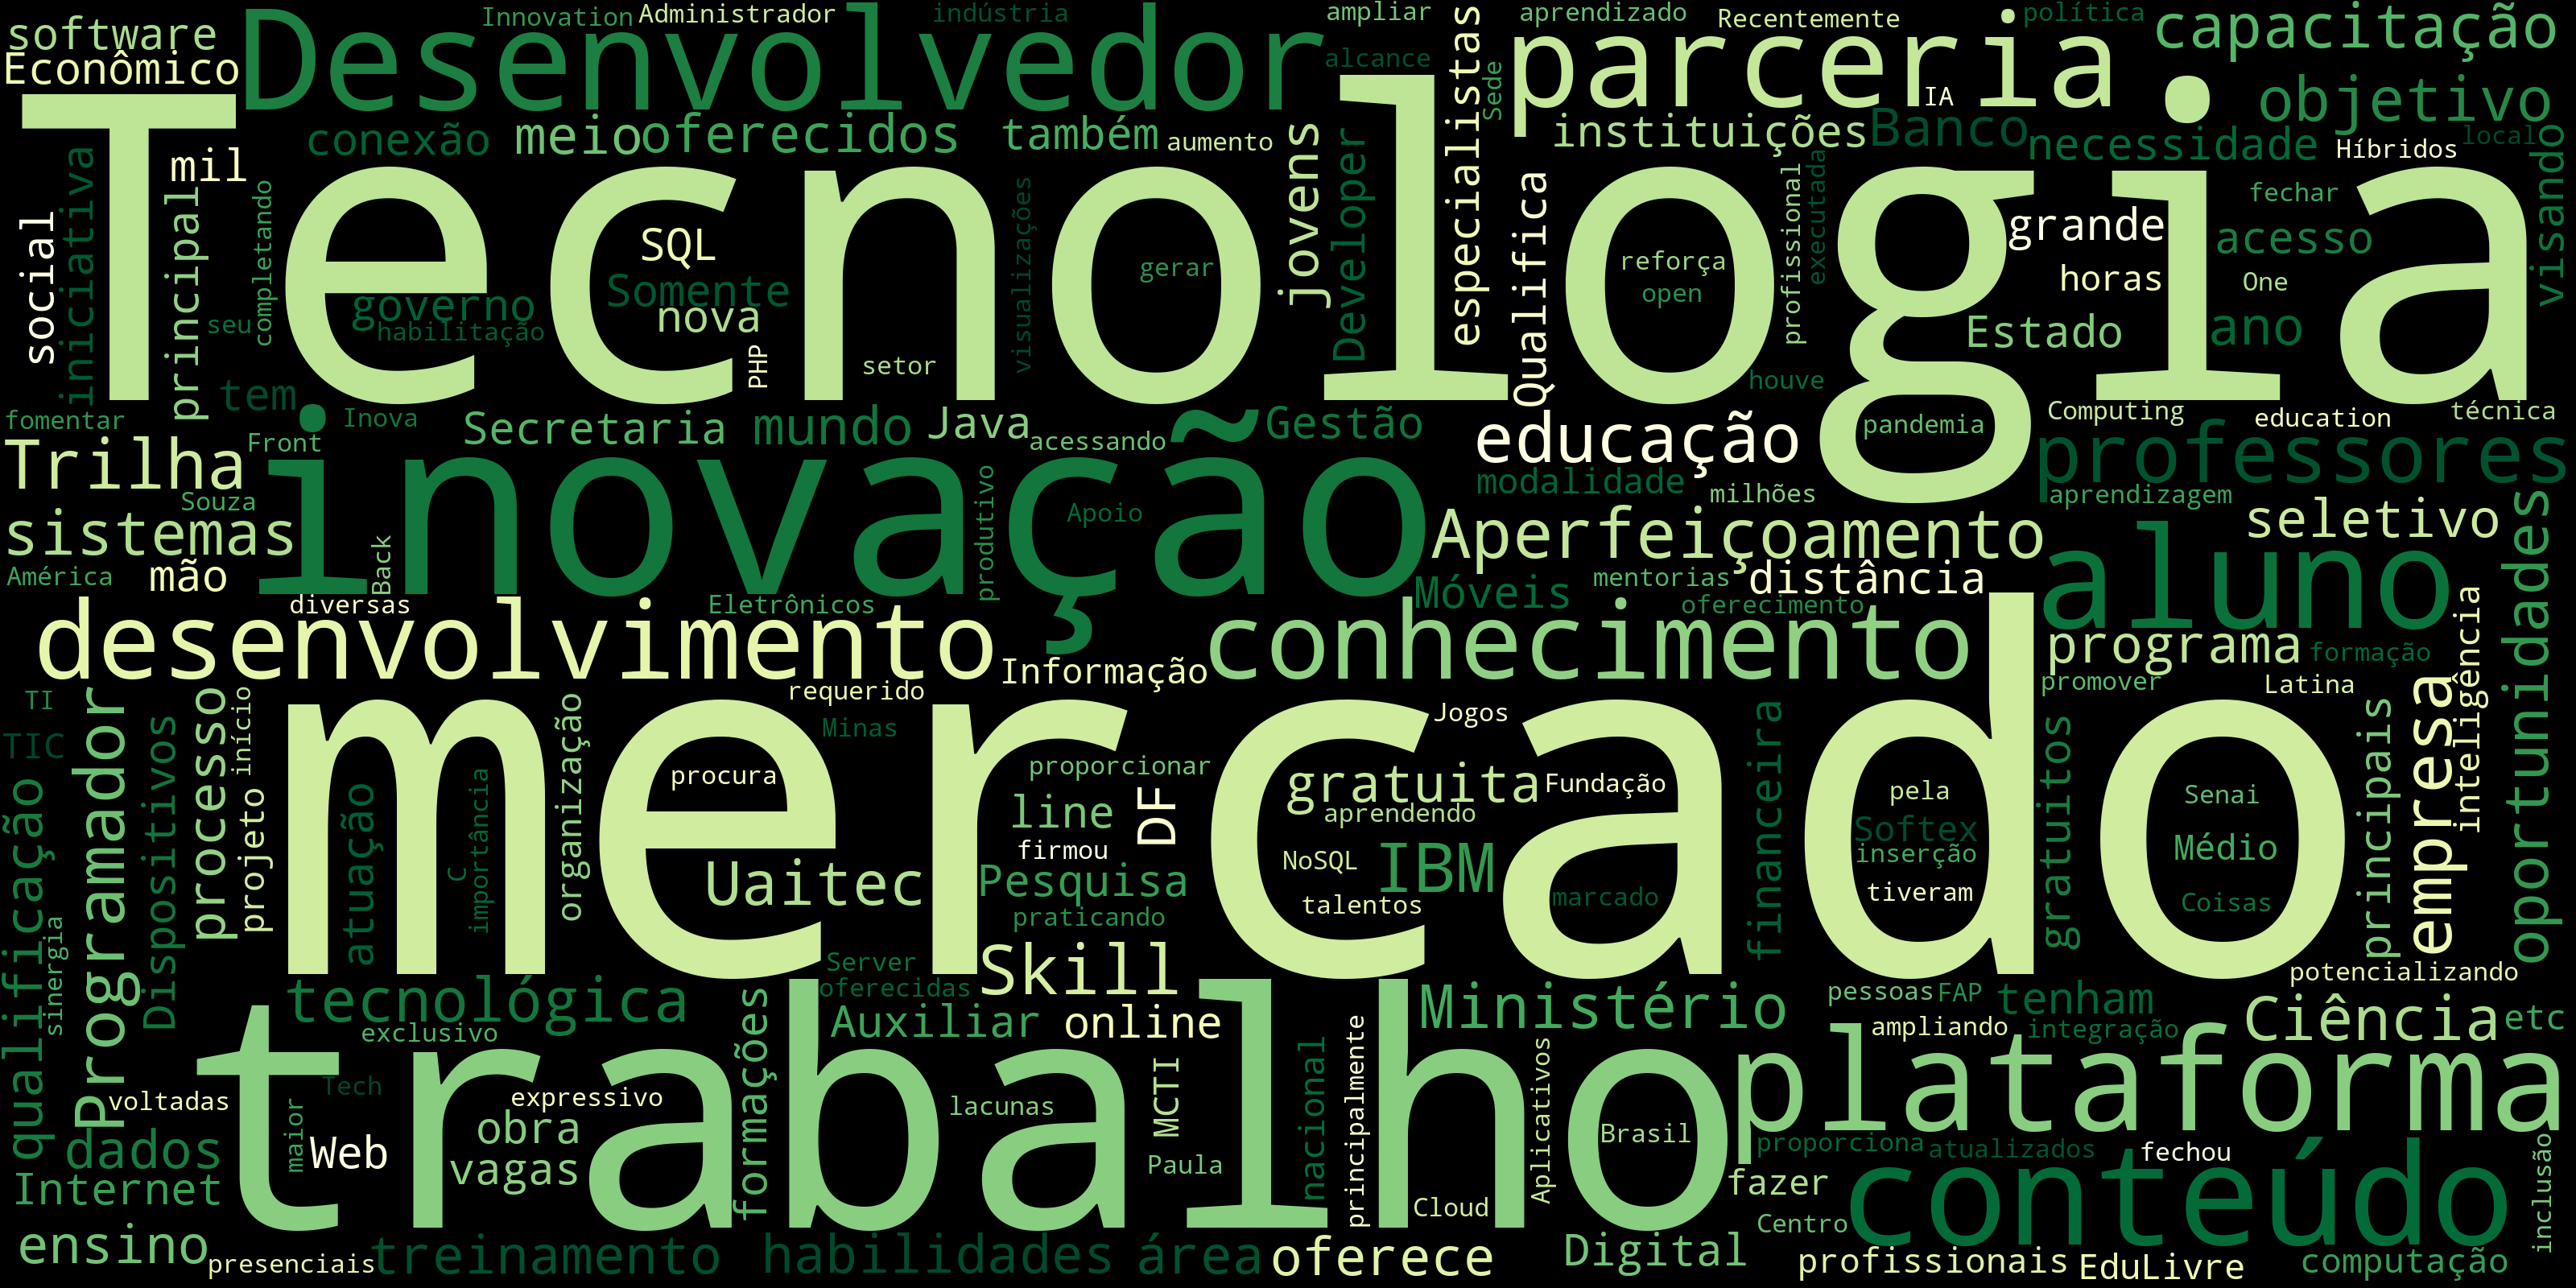 software
Econômico
Desenvolvedor
Innovation
Administrador
indústria
ampliar
alcance
especialistas
Sede
aprendizado
Recentemente
política
parceria
capacitação
objetivo
Tecnologia
conexão
meio
oferecidos
também
aumento
jovens
Developer
Qualifica
instituições
IA
Banco
necessidade
Híbridos
local
visando
mil
social
iniciativa
principal
completando
seu
tem
governo
habilitação
SQL
Somente
nova
PHP
setor
visualizações
gerar
reforça
open
profissional
executada
houve
grande
horas
Estado
fechar
acesso
One
ano
fomentar
Inova
Front
Secretaria
mundo
Java
acessando
Gestão
educação
pandemia
Computing
education
técnica
Trilha
Souza
sistemas
América
mão
Back
inovação
produtivo
Apoio
modalidade
milhões
professores
aprendizagem
Aperfeiçoamento
seletivo
aluno
oportunidades
diversas
Eletrônicos
Móveis
mentorias
distância
oferecimento
desenvolvimento
Informação
conhecimento
programa
formação
inteligência
promover
Latina
TI
TIC
qualificação
sinergia
Programador
Dispositivos
processo
início
projeto
organização
requerido
Minas
mercado
atuação
C
importância
procura
Uaitec
proporcionar
line
DF
firmou
Pesquisa
praticando
Jogos
gratuita
Fundação
aprendendo
NoSQL
IBM
talentos
marcado
financeira
pela
Softex
inserção
tiveram
gratuitos
Senai
Médio
Coisas
principais
empresa
Server
oferecidas
Skill
tecnológica
exclusivo
formações
Auxiliar
online
Ministério
pessoas
FAP
tenham
potencializando
ampliando
integração
Ciência
etc
trabalho
plataforma
voltadas
Tech
maior
expressivo
Web
obra
vagas
lacunas
MCTI
Paula
nacional
principalmente
Cloud
Aplicativos
Brasil
proporciona
atualizados
fechou
inclusão
dados
Internet
ensino
presenciais
treinamento
habilidades
área
oferece
Digital
fazer
Centro
conteúdo
profissionais
EduLivre
computação